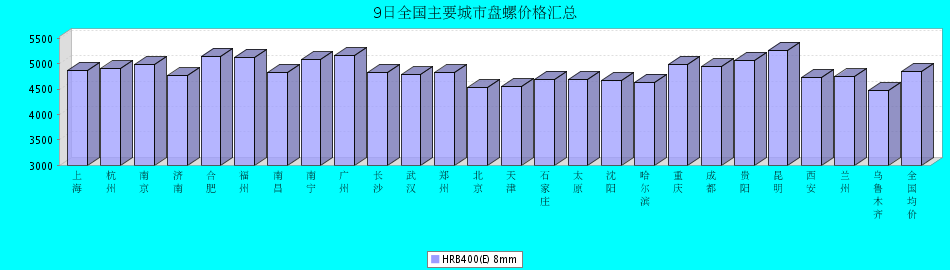 9日全国主要城市盘螺价格汇总
5500
5000
4500
4000
3500
3000
上海
杭州
南京
济南
合肥
福州
南昌
南宁
广州
长沙
武汉
郑州
北京
天津
石家庄
太原
沈阳
哈尔滨
重庆
成都
贵阳
昆明
西安
兰州
乌鲁木齐
全国均价
HRB400(E) 8mm